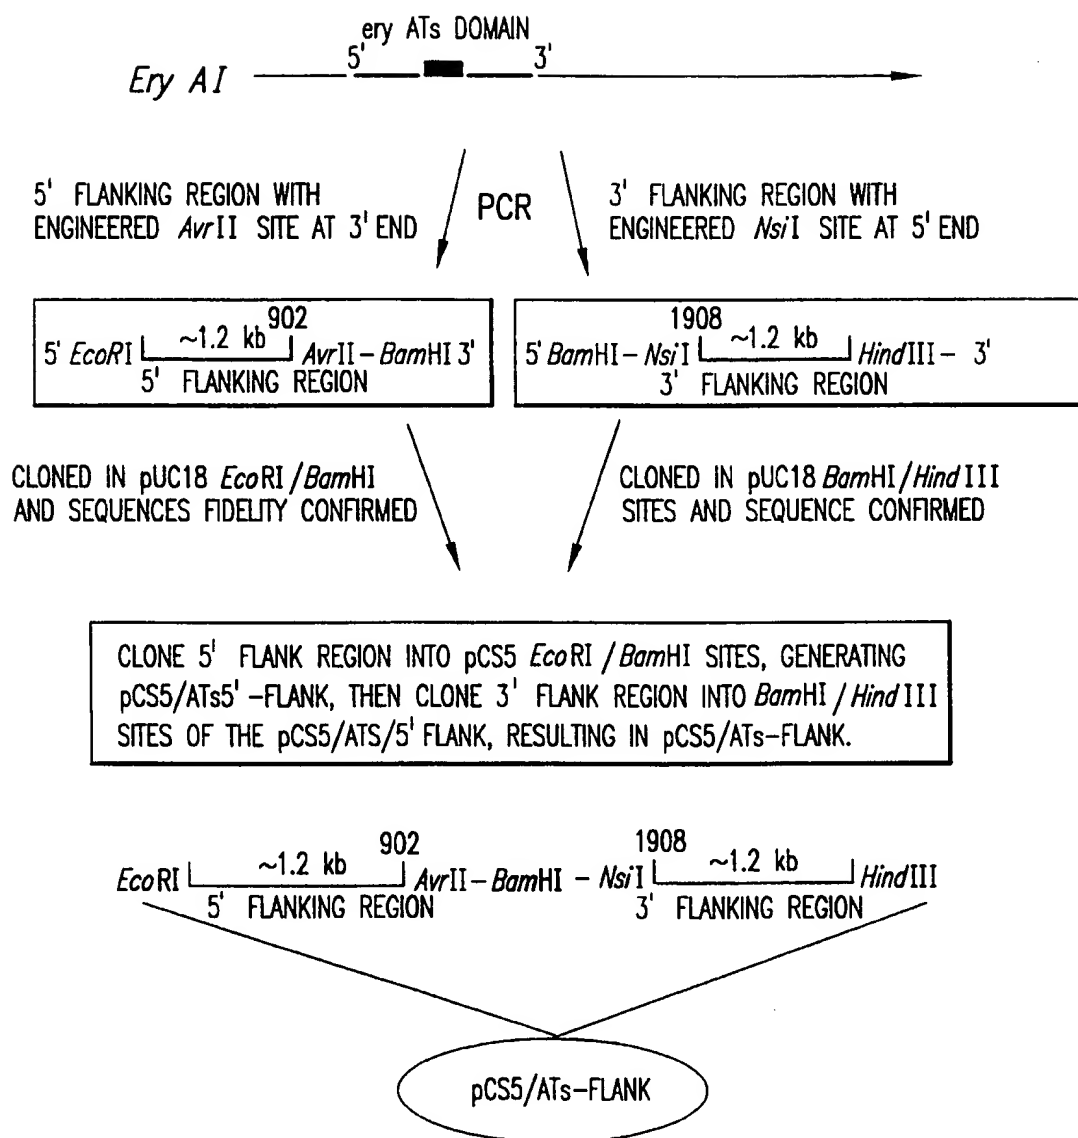 ery ATs DOMAIN
5' 3'
Ery AI
5' FLANKING REGION WITH
ENGINEERED AvrII SITE AT 3' END
PCR
3' FLANKING REGION WITH
ENGINEERED NsiI SITE AT 5' END
902
5' EcoRI ~1.2 kb AvrII-BamHI 3'
5' FLANKING REGION
1908
5' BamHI-NsiI ~1.2 kb HindIII- 3'
3' FLANKING REGION
CLONED IN pUC18 EcoRI/BamHI
AND SEQUENCES FIDELITY CONFIRMED
CLONED IN pUC18 BamHI/HindIII
SITES AND SEQUENCE CONFIRMED
CLONE 5' FLANK REGION INTO pCS5 EcoRI/BamHI SITES, GENERATING
pCS5/ATs5'-FLANK, THEN CLONE 3' FLANK REGION INTO BamHI/HindIII
SITES OF THE pCS5/ATS/5' FLANK, RESULTING IN pCS5/ATs-FLANK.
902 1908
EcoRI ~1.2 kb AvrII-BamHI - NsiI ~1.2 kb HindIII
5' FLANKING REGION 3' FLANKING REGION
pCS5/ATs-FLANK